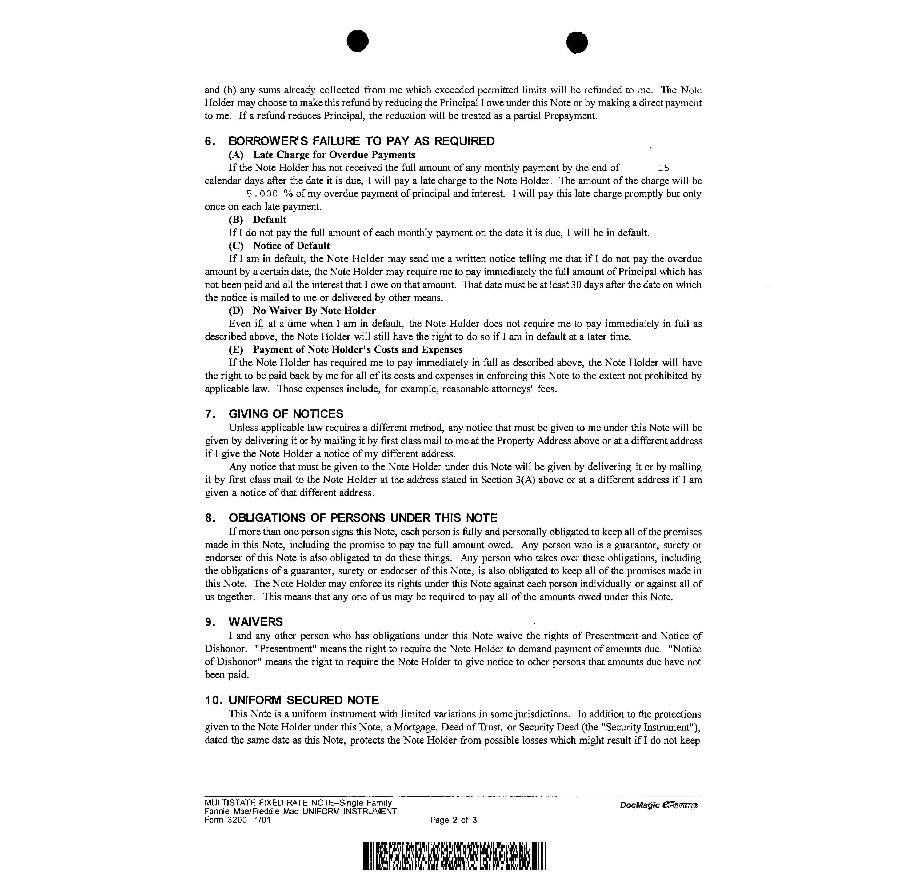 and (b) any sums already collected from me which exceeded permitted limits will be refunded to me. The Note
Holder may choose to make this refund by reducing the Principal I owe under this Note or by making a direct payment
to me. If a refund reduces Principal, the reduction will be treated as a partial Prepayment.
6. BORROWER'S FAILURE TO PAY AS REQUIRED
(A) Late Charge for Overdue Payments
If the Note Holder has not received the full amount of any monthly payment by the end of 15
calendar days after the date it is due, I will pay a late charge to the Note Holder. The amount of the charge will be
5.000 % of my overdue payment of principal and interest. I will pay this late charge promptly but only
once on each late payment.
(B) Default
If I do not pay the full amount of each monthly payment on the date it is due, I will be in default.
(C) Notice of Default
If I am in default, the Note Holder may send me a written notice telling me that if I do not pay the overdue
amount by a certain date, the Note Holder may require me to pay immediately the full amount of Principal which has
not been paid and all the interest that I owe on that amount. That date must be at least 30 days after the date on which
the notice is mailed to me or delivered by other means.
(D) No Waiver By Note Holder
Even if, at a time when I am in default, the Note Holder does not require me to pay immediately in full as
described above, the Note Holder will still have the right to do so if I am in default at a later time.
(E) Payment of Note Holder's Costs and Expenses
If the Note Holder has required me to pay immediately in full as described above, the Note Holder will have
the right to be paid back by me for all of its costs and expenses in enforcing this Note to the extent not prohibited by
applicable law. Those expenses include, for example, reasonable attorneys' fees.
7. GIVING OF NOTICES
Unless applicable law requires a different method, any notice that must be given to me under this Note will be
given by delivering it or by mailing it by first class mail to me at the Property Address above or at a different address
if I give the Note Holder a notice of my different address.
Any notice that must be given to the Note Holder under this Note will be given by delivering it or by mailing
it by first class mail to the Note Holder at the address stated in Section 3(A) above or at a different address if I am
given a notice of that different address.
8. OBLIGATIONS OF PERSONS UNDER THIS NOTE
If more than one person signs this Note, each person is fully and personally obligated to keep all of the promises
made in this Note, including the promise to pay the full amount owed. Any person who is a guarantor, surety or
endorser of this Note is also obligated to do these things. Any person who takes over these obligations, including
the obligations of a guarantor, surety or endorser of this Note, is also obligated to keep all of the promises made in
this Note. The Note Holder may enforce its rights under this Note against each person individually or against all of
us together. This means that any one of us may be required to pay all of the amounts owed under this Note.
9. WAIVERS
I and any other person who has obligations under this Note waive the rights of Presentment and Notice of
Dishonor. "Presentment" means the right to require the Note Holder to demand payment of amounts due. "Notice
of Dishonor" means the right to require the Note Holder to give notice to other persons that amounts due have not
been paid.
10. UNIFORM SECURED NOTE
This Note is a uniform instrument with limited variations in some jurisdictions. In addition to the protections
given to the Note Holder under this Note, a Mortgage, Deed of Trust, or Security Deed (the "Security Instrument"),
dated the same date as this Note, protects the Note Holder from possible losses which might result if I do not keep
MULTISTATE FIXED RATE NOTE--Single Family
Fannie Mae/Freddie Mac UNIFORM INSTRUMENT
Form 3200 1/01
Page 2 of 3
DocMagic